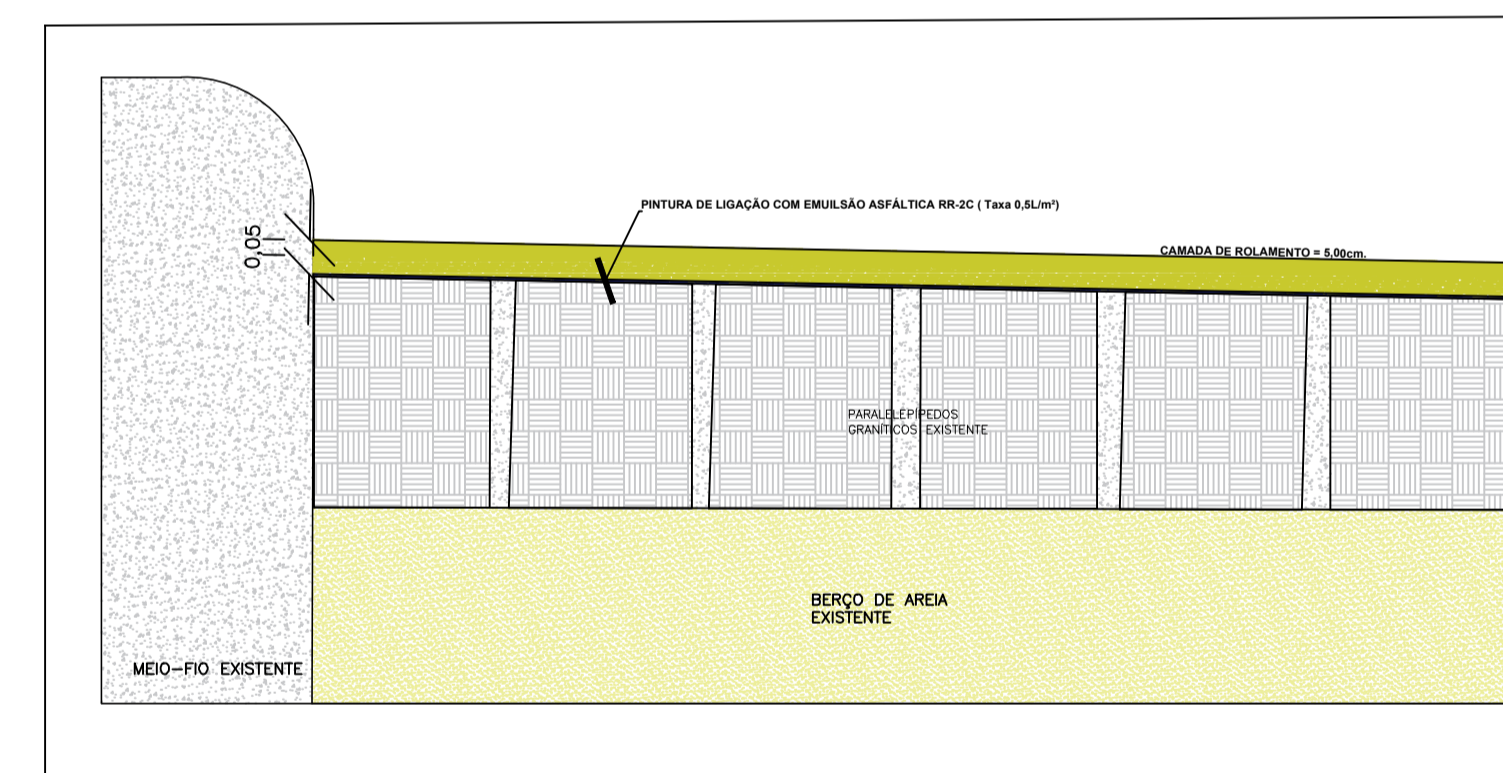 PINTURA DE LIGAÇÃO COM EMUILSÃO ASFÁLTICA RR-2C ( Taxa 0,5L/m²)
0,05
CAMADA DE ROLAMENTO = 5,00cm.
PARALELEPÍPEDOS
GRANÍTICOS EXISTENTE
BERÇO DE AREIA
EXISTENTE
MEIO-FIO EXISTENTE